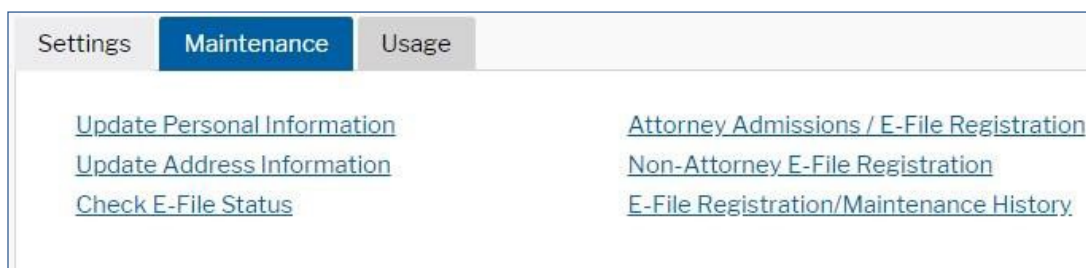 Settings Maintenance Usage
Update Personal Information
Update Address Information
Check E-File Status
Attorney Admissions / E-File Registration
Non-Attorney E-File Registration
E-File Registration/Maintenance History